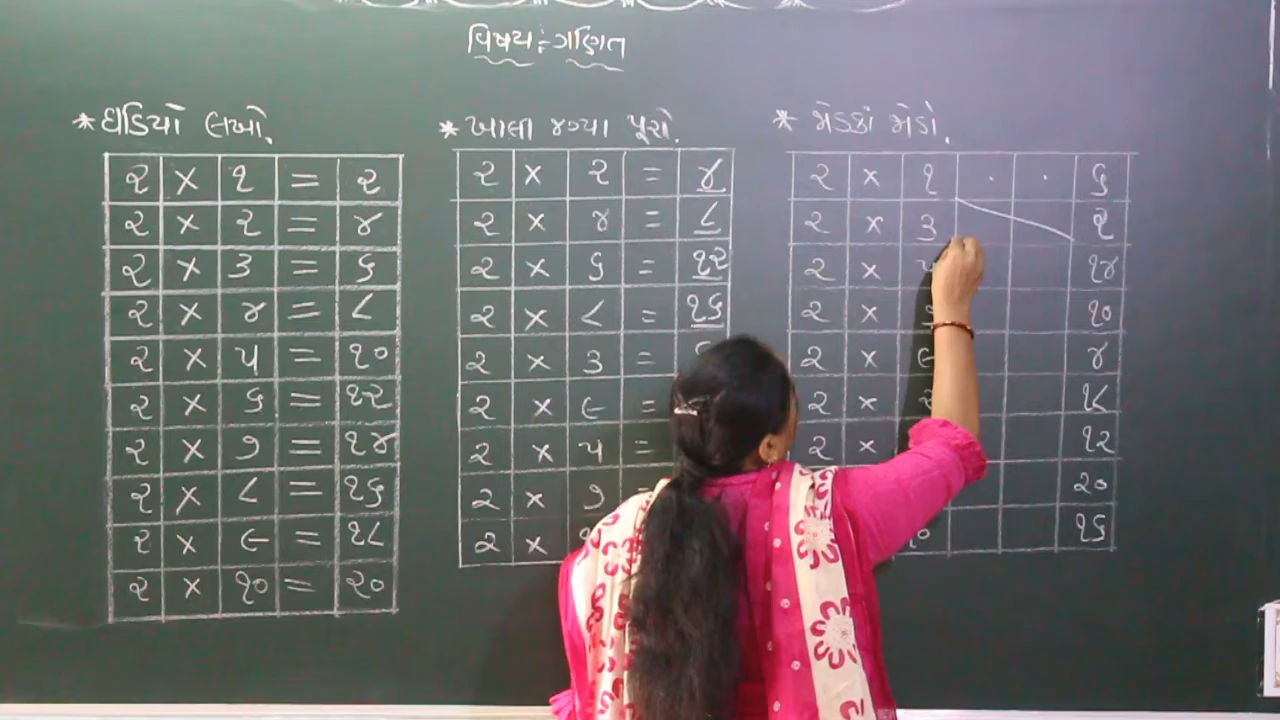 વિષય:-ગણિત
* ઘડિયો લખો.
૨ × ૧ = ૨
૨ × ૨ = ૪
૨ × ૩ = ૬
૨ × ૪ = ૮
૨ × ૫ = ૧૦
૨ × ૬ = ૧૨
૨ × ૭ = ૧૪
૨ × ૮ = ૧૬
૨ × ૯ = ૧૮
૨ × ૧૦ = ૨૦
* ખાલી જગ્યા પૂરો.
૨ × ૨ = ૪
૨ × ૪ = ૮
૨ × ૬ = ૧૨
૨ × ૮ = ૧૬
૨ × ૩ =
૨ × ૯ =
૨ × ૫ =
૨ × ૭
૨ ×
* જોડકાં જોડો.
૨ × ૧ . . ૬
૨ × ૩ ૨
૨ × ૧૪
૨ × ૧૦
૨ × ૯ ૪
૨ × ૧૮
૨ × ૧૨
૨૦
૧૬